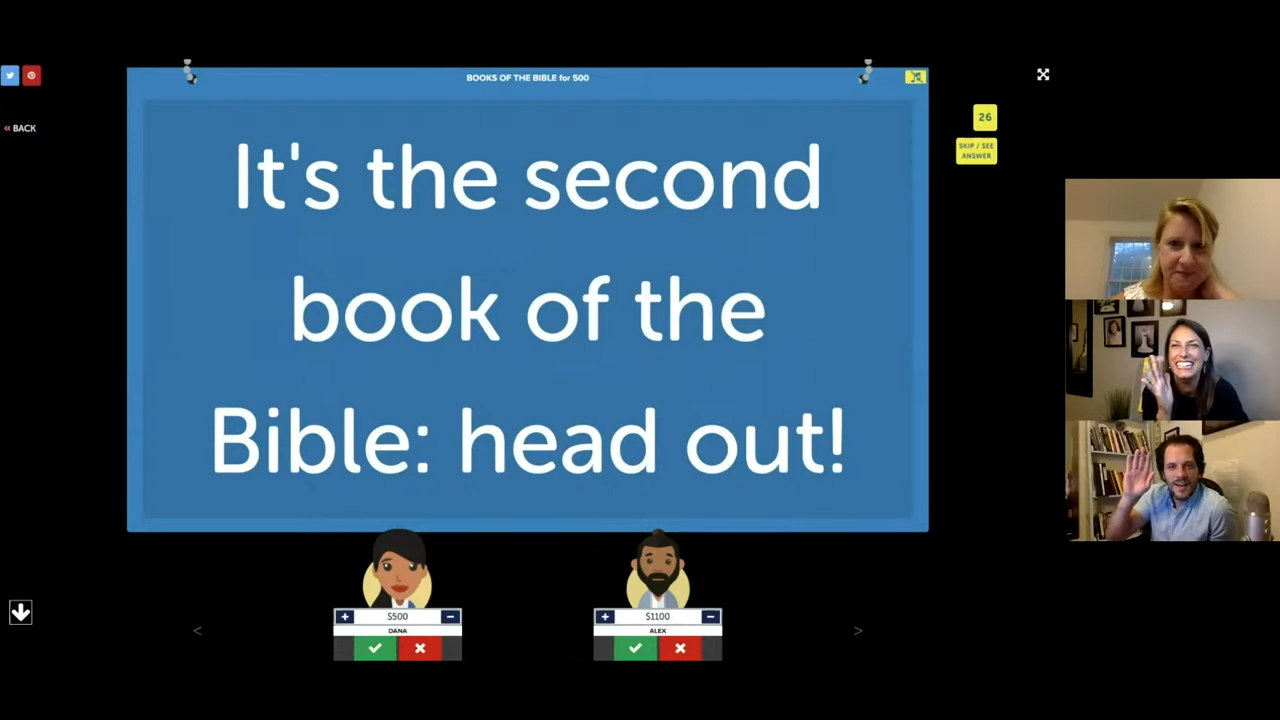 BOOKS OF THE BIBLE for 500
26
SKIP / SEE
ANSWER
« BACK
It's the second
book of the
Bible: head out!
+ $500 −
DANA
+ $1100 −
ALEX
< >